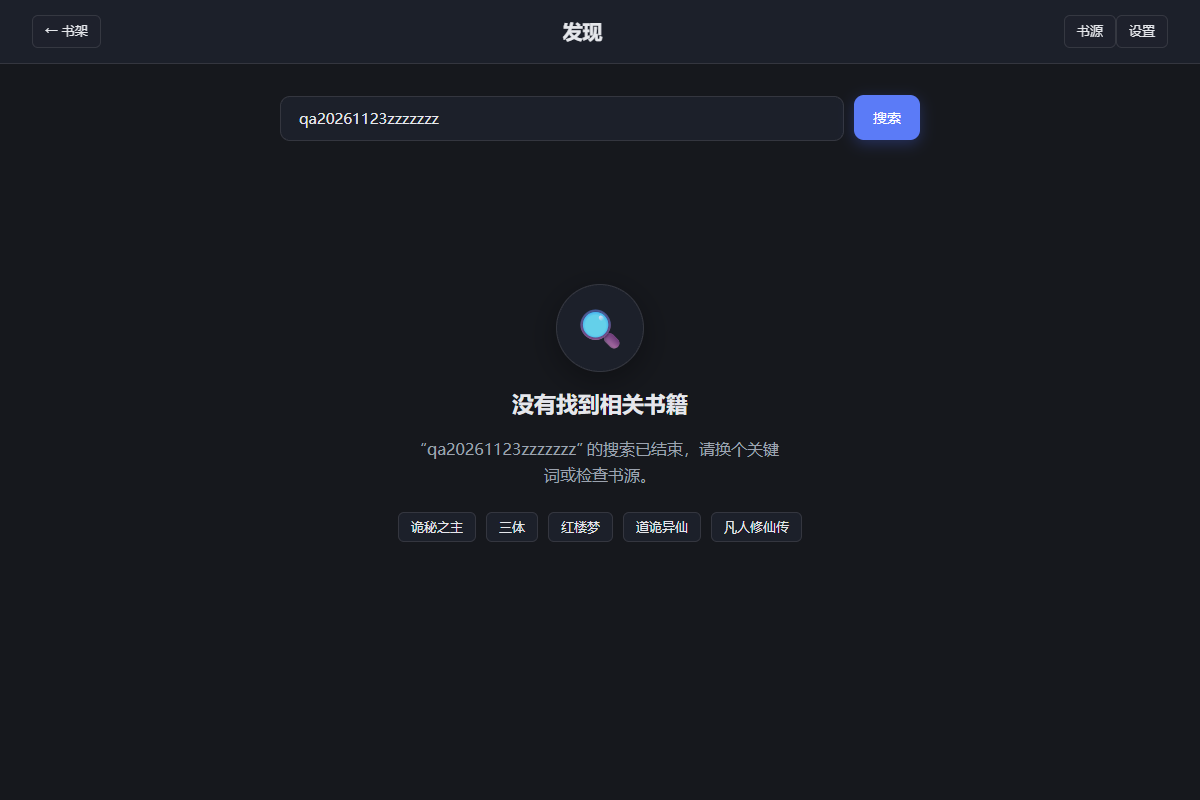 ← 书架
发现
书源
设置
qa20261123zzzzzzz
搜索
没有找到相关书籍
“qa20261123zzzzzzz” 的搜索已结束，请换个关键
词或检查书源。
诡秘之主
三体
红楼梦
道诡异仙
凡人修仙传